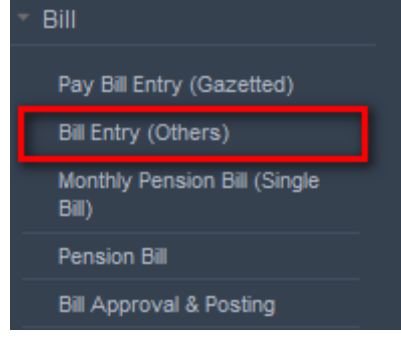 Bill
Pay Bill Entry (Gazetted)
Bill Entry (Others)
Monthly Pension Bill (Single
Bill)
Pension Bill
Bill Approval & Posting